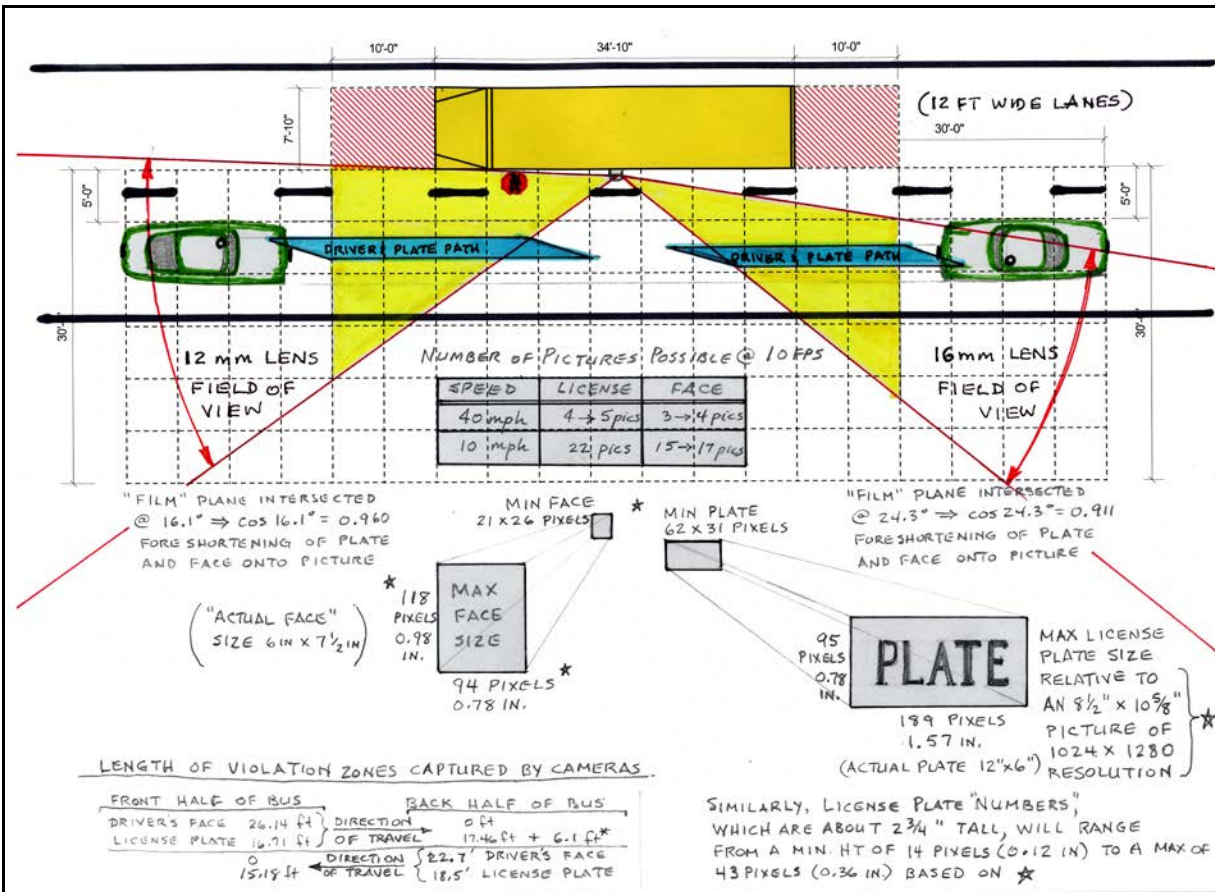 10'-0"
34'-10"
10'-0"
(12 FT WIDE LANES)
30'-0"
7'-10"
5'-0"
5'-0"
DRIVER'S PLATE PATH
DRIVER'S PLATE PATH
12 mm LENS
FIELD OF
VIEW
NUMBER OF PICTURES POSSIBLE @ 10 FPS
SPEED LICENSE FACE
40 mph 4→5 pics 3→4 pics
10 mph 22 pics 15→17 pics
16mm LENS
FIELD OF
VIEW
"FILM" PLANE INTERSECTED
@ 16.1° ⇒ COS 16.1° = 0.960
FORESHORTENING OF PLATE
AND FACE ONTO PICTURE
MIN FACE ★
21 X 26 PIXELS
MIN PLATE
62 X 31 PIXELS
"FILM" PLANE INTERSECTED
@ 24.3° ⇒ COS 24.3° = 0.911
FORESHORTENING OF PLATE
AND FACE ONTO PICTURE
("ACTUAL FACE"
SIZE 6 IN X 7 1/2 IN)
★
118
PIXELS
0.98
IN.
MAX
FACE
SIZE
94 PIXELS ★
0.78 IN.
95
PIXELS
0.78
IN.
PLATE
189 PIXELS
1.57 IN.
(ACTUAL PLATE 12"x6")
MAX LICENSE
PLATE SIZE
RELATIVE TO
AN 8 1/2" X 10 5/8"
PICTURE OF ★
1024 X 1280
RESOLUTION
LENGTH OF VIOLATION ZONES CAPTURED BY CAMERAS.
FRONT HALF OF BUS BACK HALF OF BUS
DRIVER'S FACE 26.14 ft } DIRECTION 0 ft
LICENSE PLATE 16.71 ft } OF TRAVEL → 17.46 ft + 6.1 ft*
0 ← DIRECTION { 22.7' DRIVER'S FACE
15.18 ft OF TRAVEL { 18.5' LICENSE PLATE
SIMILARLY, LICENSE PLATE "NUMBERS",
WHICH ARE ABOUT 2 3/4" TALL, WILL RANGE
FROM A MIN. HT OF 14 PIXELS (0.12 IN) TO A MAX OF
43 PIXELS (0.36 IN.) BASED ON ★